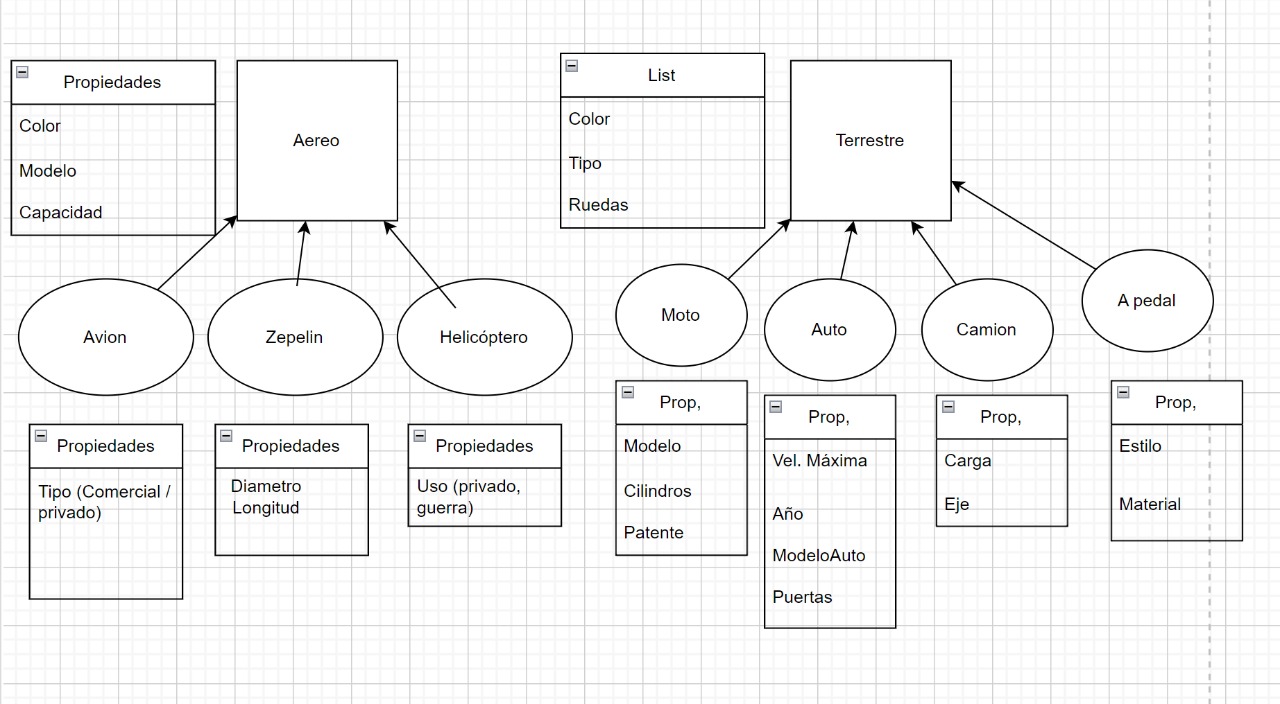 Propiedades
Color
Modelo
Capacidad
Aereo
List
Color
Tipo
Ruedas
Terrestre
Avion
Zepelin
Helicóptero
Moto
Auto
Camion
A pedal
Propiedades
Tipo (Comercial /
privado)
Propiedades
Diametro
Longitud
Propiedades
Uso (privado,
guerra)
Prop,
Modelo
Cilindros
Patente
Prop,
Vel. Máxima
Año
ModeloAuto
Puertas
Prop,
Carga
Eje
Prop,
Estilo
Material